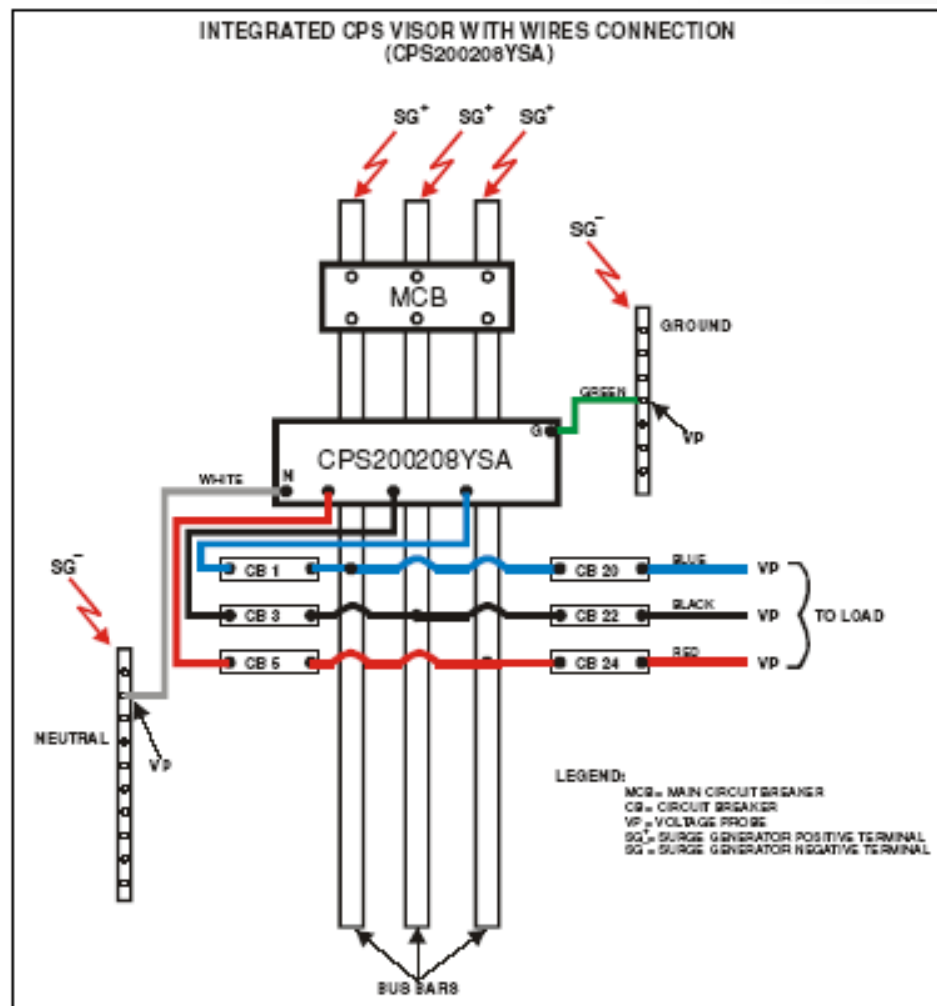 INTEGRATED CPS VISOR WITH WIRES CONNECTION
(CPS200208YSA)
SG+ SG+ SG+
SG-
MCB
GROUND
GREEN
G
VP
CPS200208YSA
WHITE
N
SG-
CB 1
CB 20
BLUE
VP
CB 3
CB 22
BLACK
VP
TO LOAD
CB 5
CB 24
RED
VP
NEUTRAL
VP
LEGEND:
MCB = MAIN CIRCUIT BREAKER
CB = CIRCUIT BREAKER
VP = VOLTAGE PROBE
SG+ = SURGE GENERATOR POSITIVE TERMINAL
SG- = SURGE GENERATOR NEGATIVE TERMINAL
BUS BARS